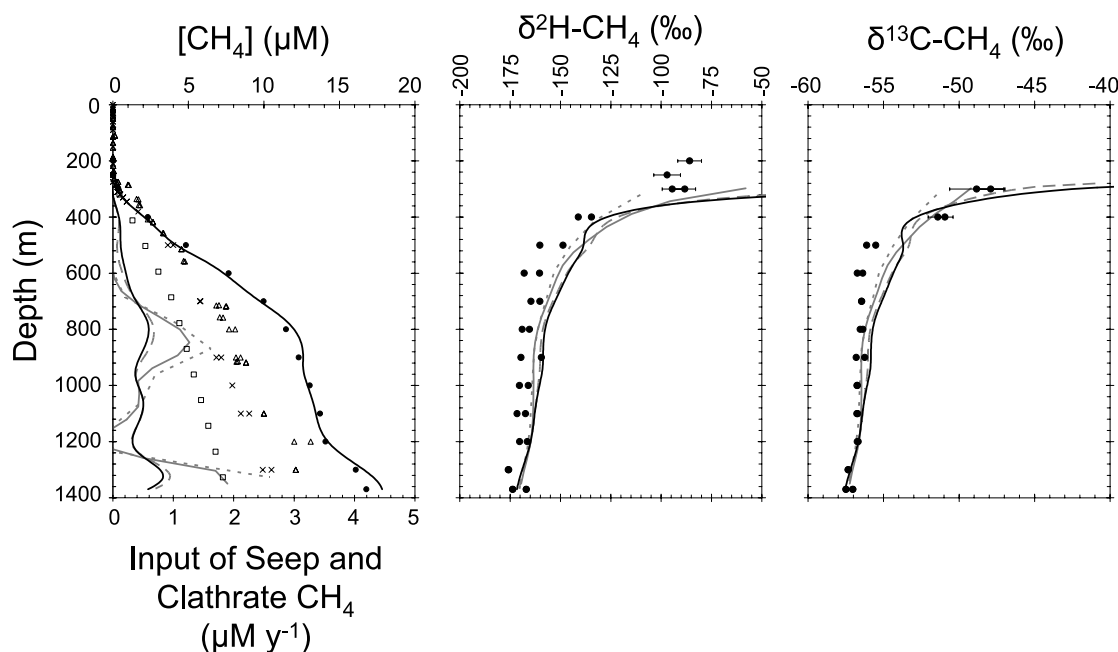 [CH₄] (µM)
δ²H-CH₄ (‰)
δ¹³C-CH₄ (‰)
0 5 10 15 20
-200 -175 -150 -125 -100 -75 -50
-60 -55 -50 -45 -40
0
200
400
600
800
1000
1200
1400
Depth (m)
0 1 2 3 4 5
Input of Seep and
Clathrate CH₄
(µM y⁻¹)